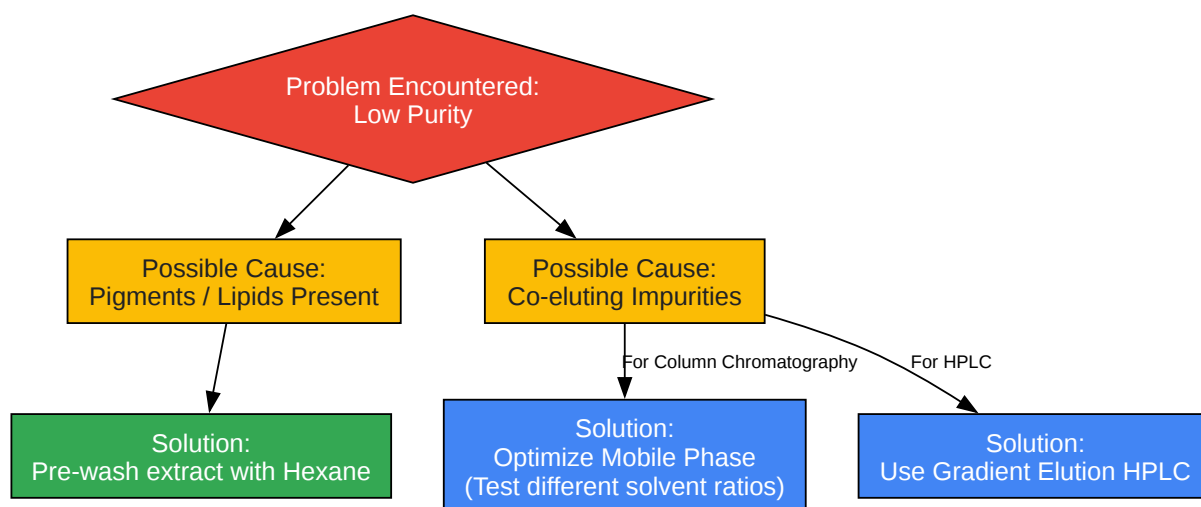 Problem Encountered:
Low Purity
Possible Cause:
Pigments / Lipids Present
Possible Cause:
Co-eluting Impurities
For Column Chromatography
For HPLC
Solution:
Pre-wash extract with Hexane
Solution:
Optimize Mobile Phase
(Test different solvent ratios)
Solution:
Use Gradient Elution HPLC